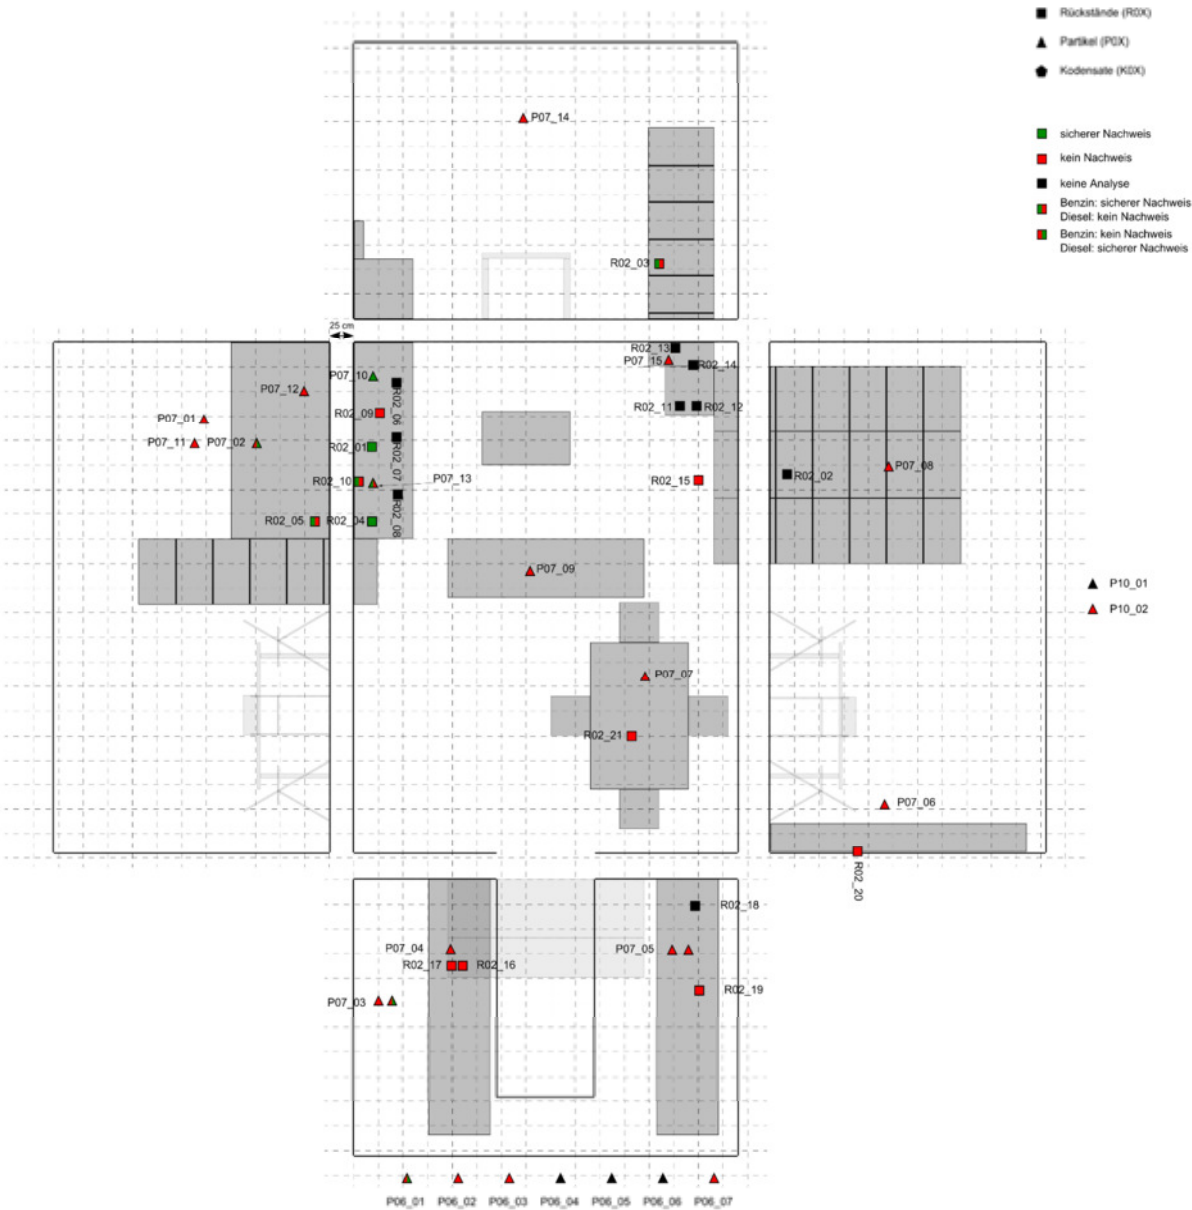 Rückstände (R0X)
Partikel (P0X)
Kodensate (K0X)
sicherer Nachweis
kein Nachweis
keine Analyse
Benzin: sicherer Nachweis
Diesel: kein Nachweis
Benzin: kein Nachweis
Diesel: sicherer Nachweis
P07_14
R02_03
25 cm
R02_13
P07_15
R02_14
P07_10
P07_12
R02_06
R02_09
R02_11
R02_12
P07_01
P07_11
P07_02
R02_01
R02_07
P07_08
R02_02
R02_10
P07_13
R02_15
R02_05
R02_04
R02_08
P07_09
P10_01
P10_02
P07_07
R02_21
P07_06
R02_20
R02_18
P07_04
P07_05
R02_17
R02_16
R02_19
P07_03
P06_01
P06_02
P06_03
P06_04
P06_05
P06_06
P06_07